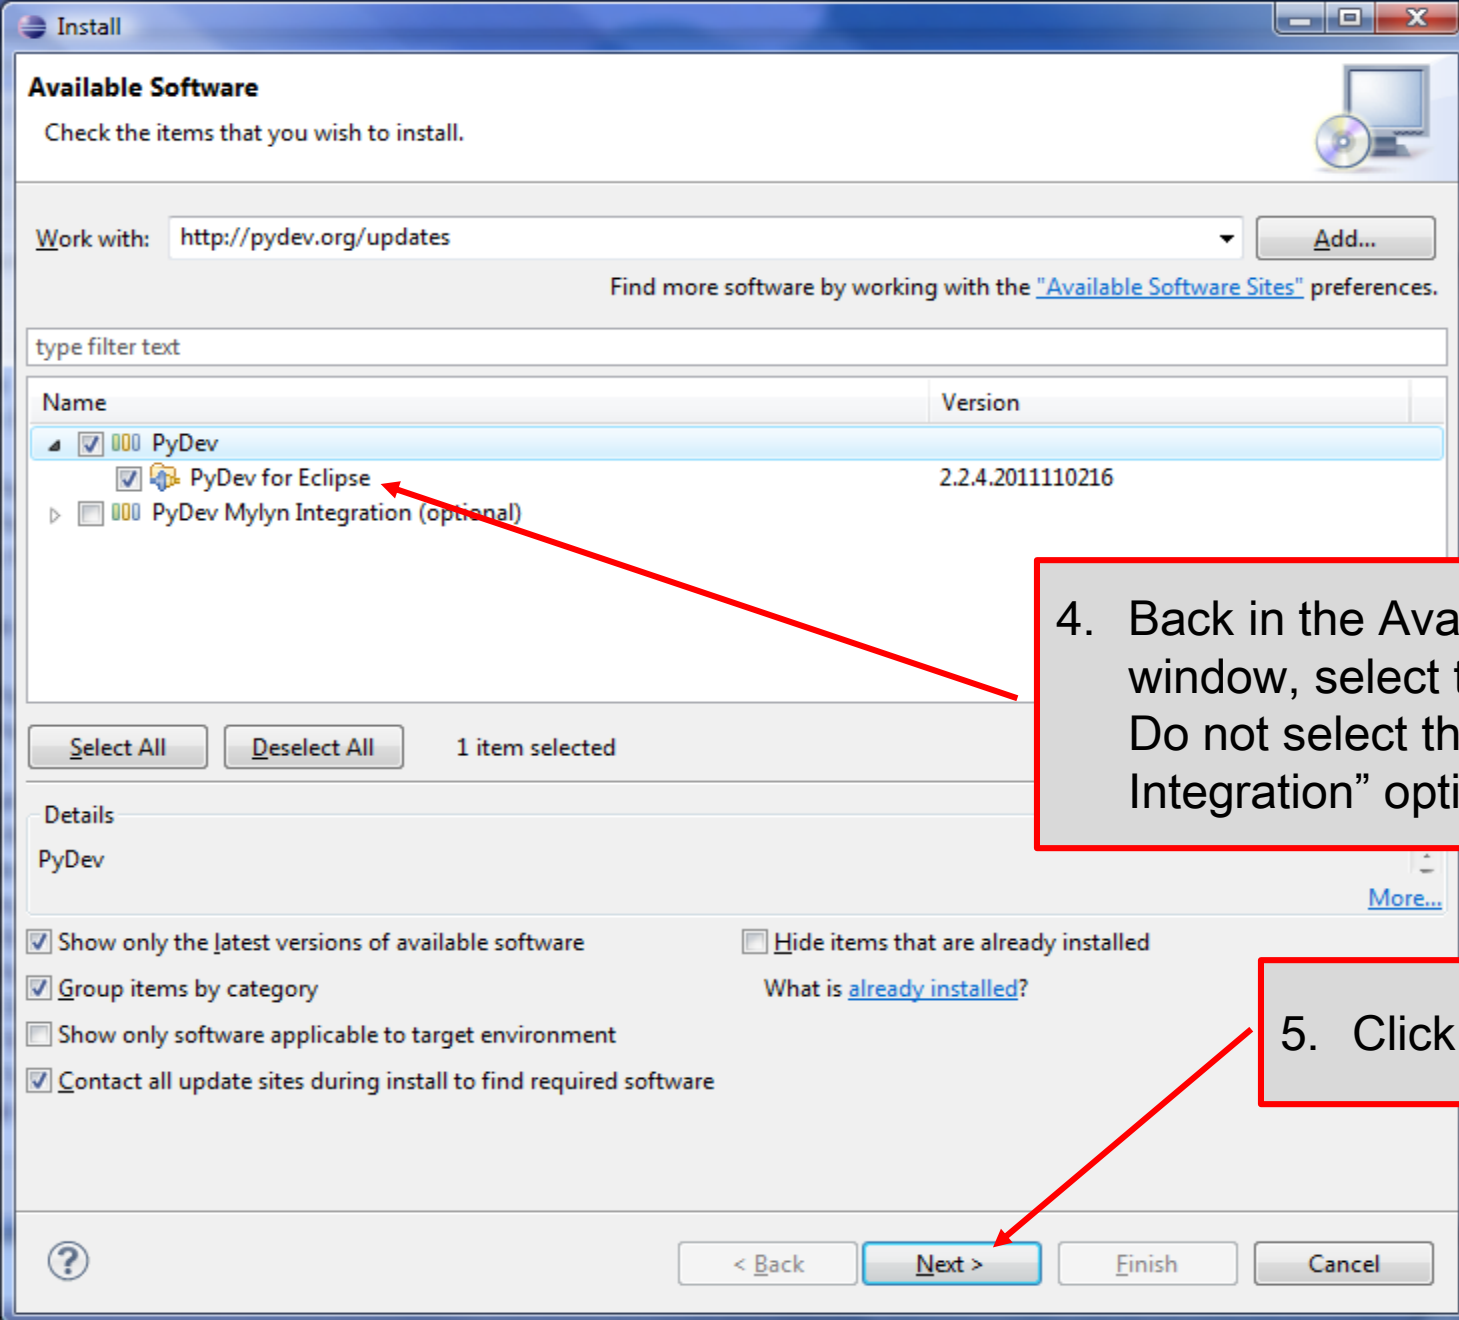 Install
Available Software
Check the items that you wish to install.
Work with: http://pydev.org/updates Add...
Find more software by working with the "Available Software Sites" preferences.
type filter text
Name Version
PyDev
PyDev for Eclipse 2.2.4.2011110216
PyDev Mylyn Integration (optional)
4. Back in the Ava
window, select t
Do not select th
Integration” opti
Select All Deselect All 1 item selected
Details
PyDev
More...
Show only the latest versions of available software Hide items that are already installed
Group items by category What is already installed?
Show only software applicable to target environment
5. Click
Contact all update sites during install to find required software
< Back Next > Finish Cancel